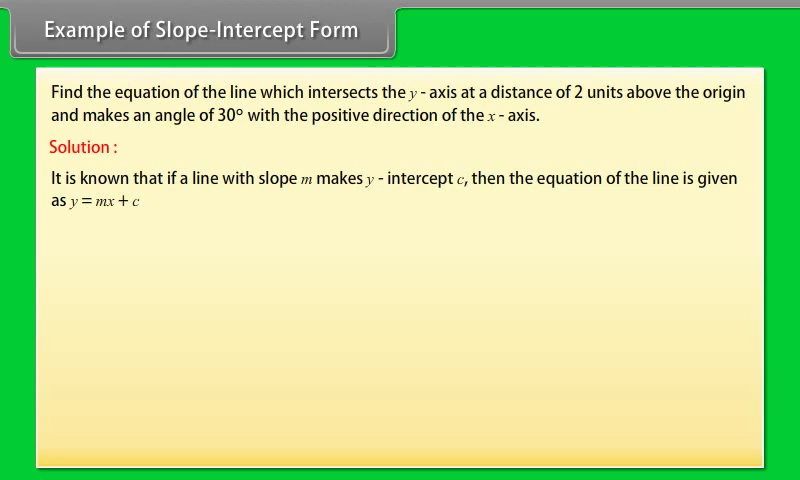 Example of Slope-Intercept Form
Find the equation of the line which intersects the y - axis at a distance of 2 units above the origin
and makes an angle of 30° with the positive direction of the x - axis.
Solution :
It is known that if a line with slope m makes y - intercept c, then the equation of the line is given
as y = mx + c